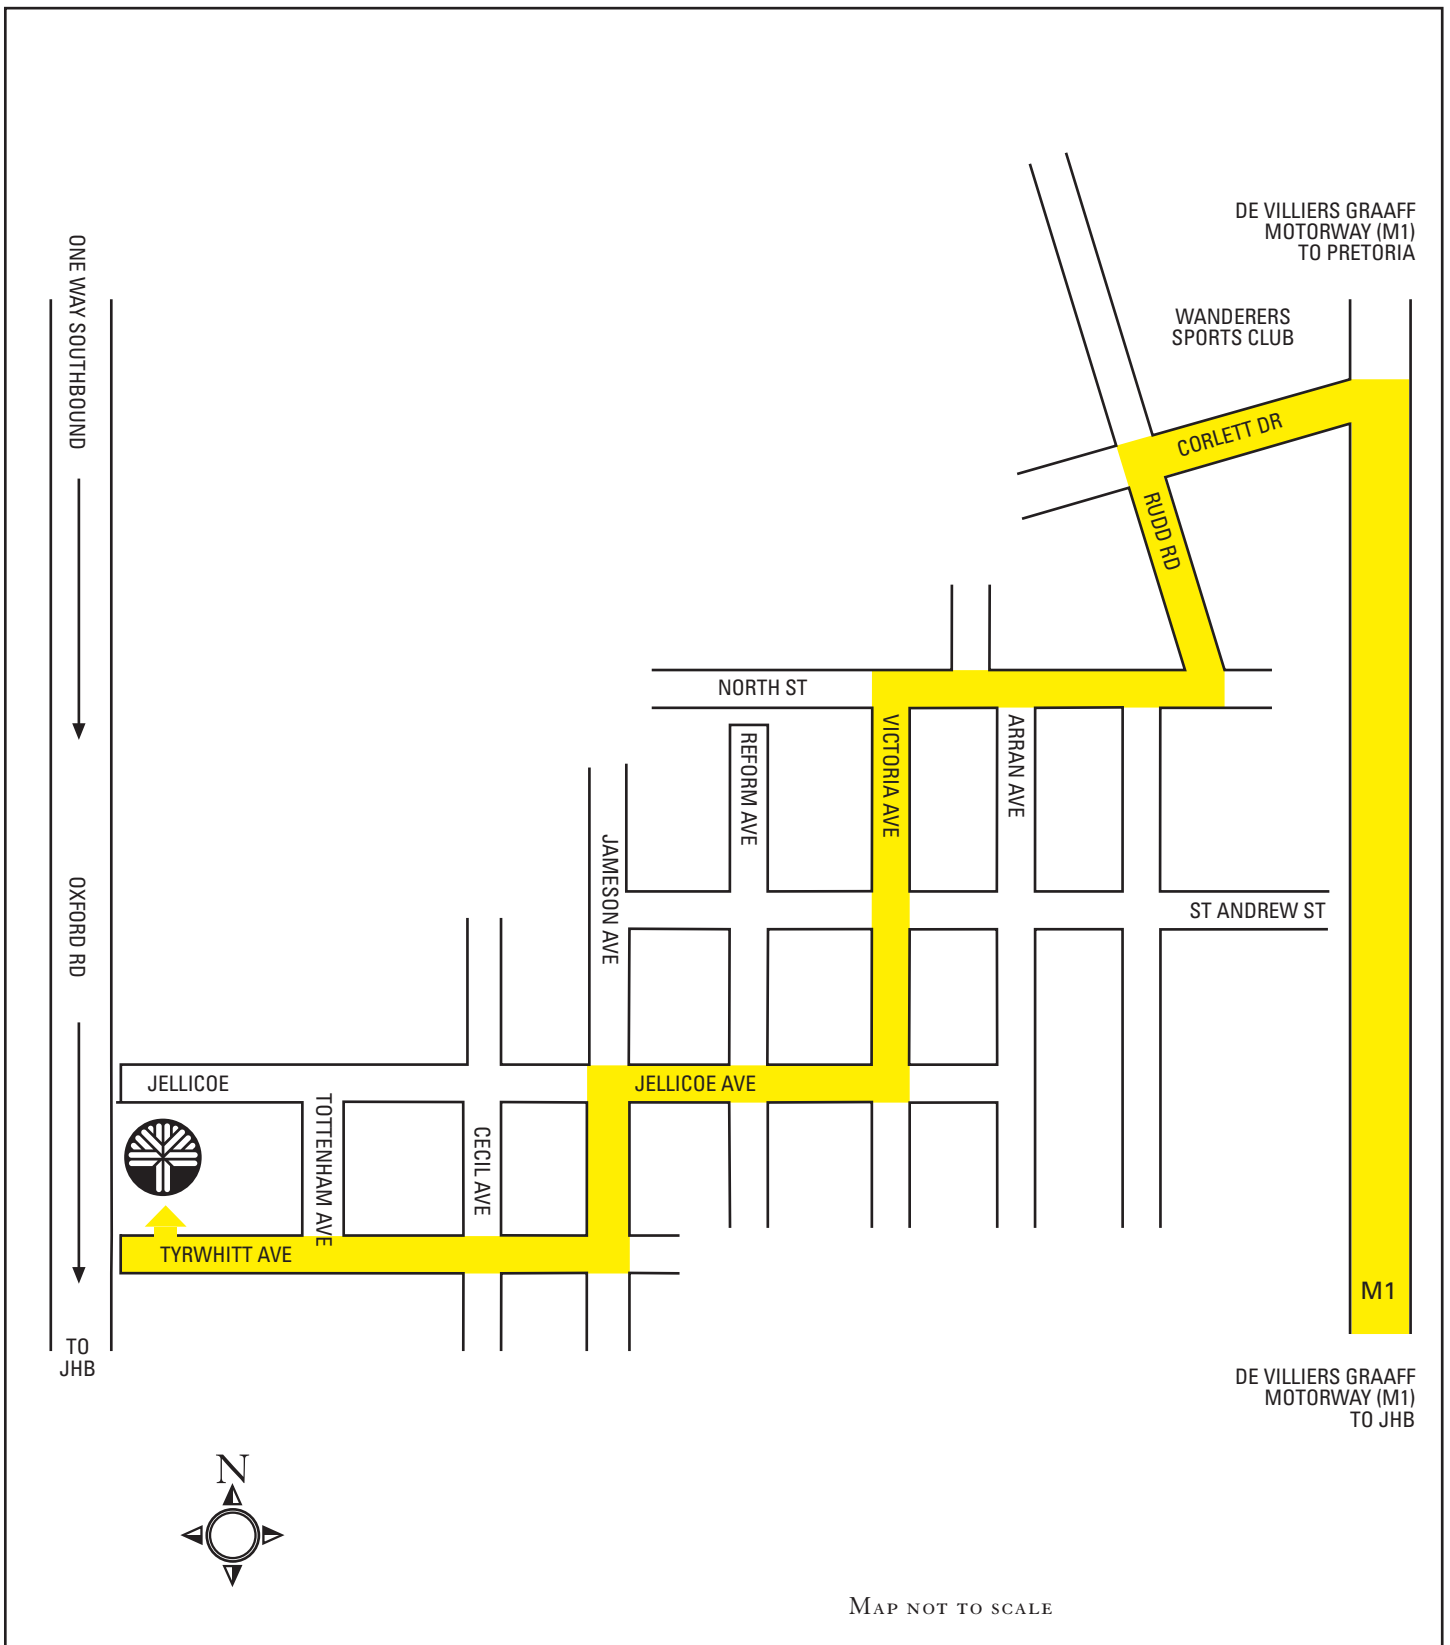 DE VILLIERS GRAAFF
MOTORWAY (M1)
TO PRETORIA
ONE WAY SOUTHBOUND
WANDERERS
SPORTS CLUB
CORLETT DR
RUDD RD
NORTH ST
REFORM AVE
VICTORIA AVE
ARRAN AVE
JAMESON AVE
OXFORD RD
ST ANDREW ST
JELLICOE
JELLICOE AVE
TOTTENHAM AVE
CECIL AVE
TYRWHITT AVE
M1
TO
JHB
DE VILLIERS GRAAFF
MOTORWAY (M1)
TO JHB
N
MAP NOT TO SCALE